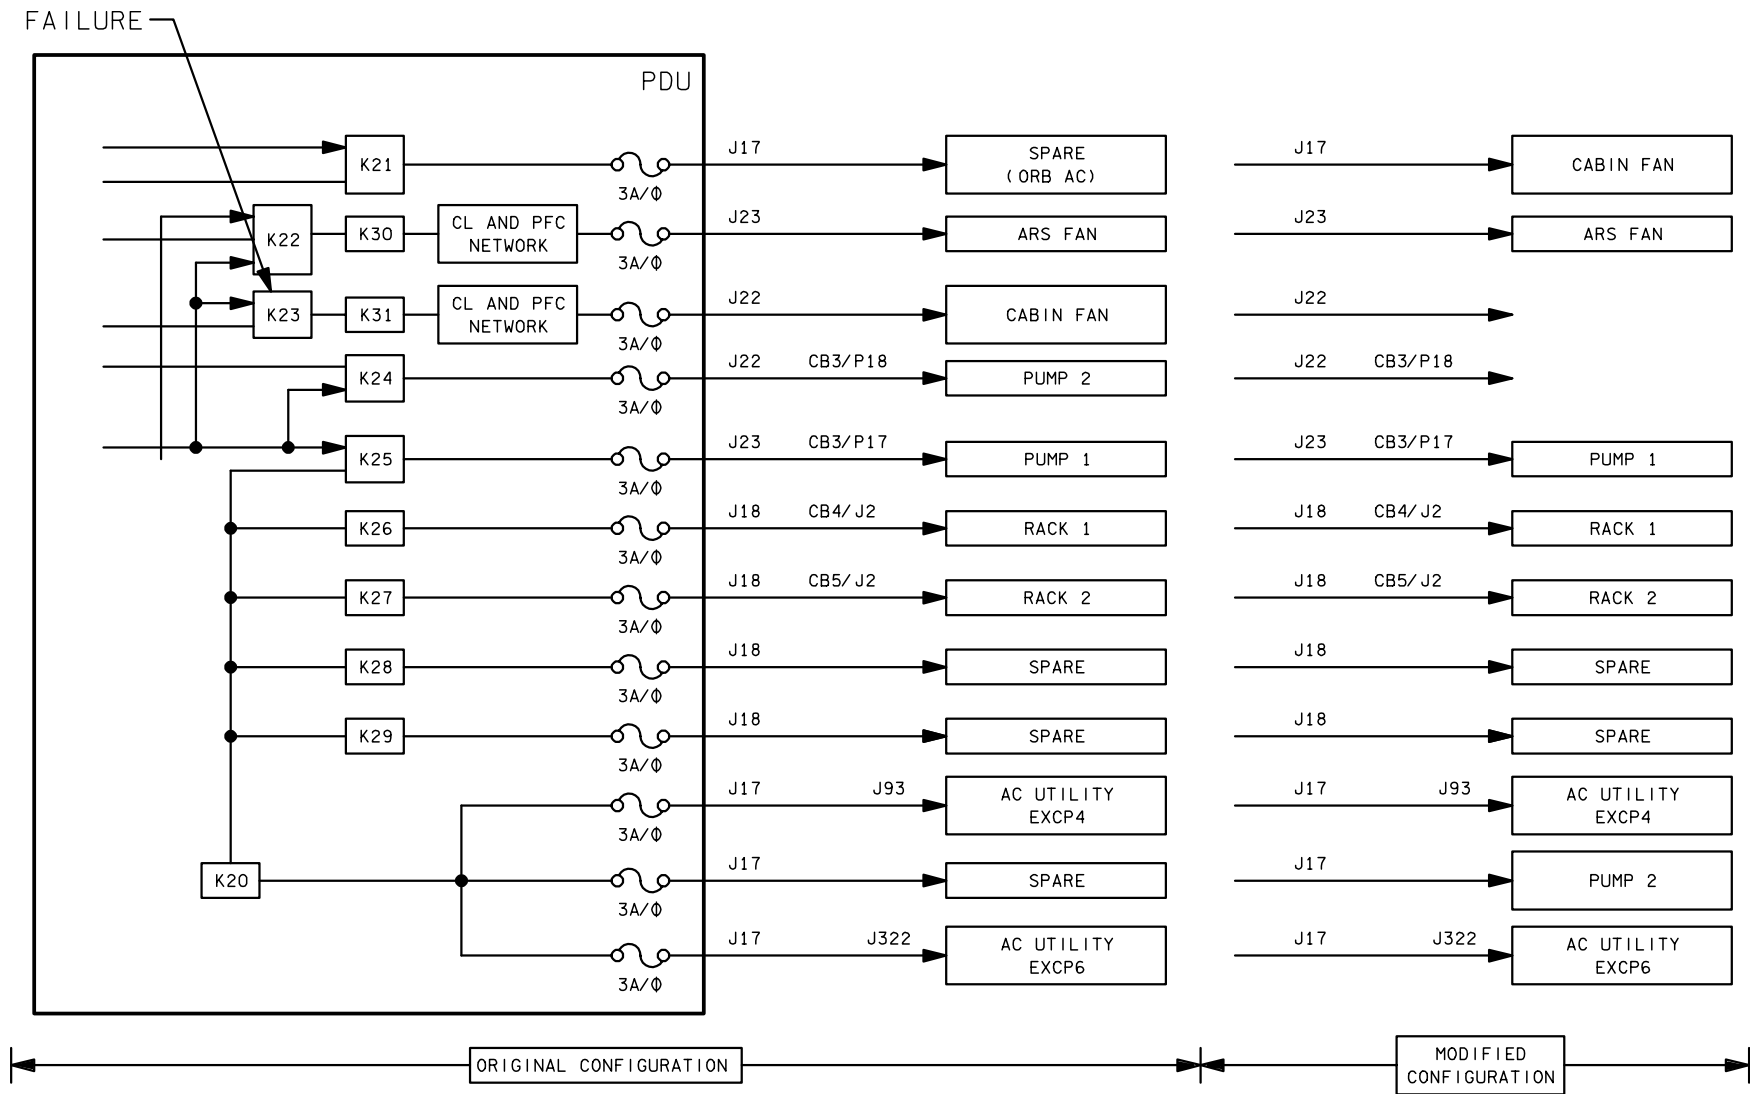 FAILURE
PDU
K21
3A/Φ
J17
SPARE
(ORB AC)
J17
CABIN FAN
K22
K30
CL AND PFC
NETWORK
3A/Φ
J23
ARS FAN
J23
ARS FAN
K23
K31
CL AND PFC
NETWORK
3A/Φ
J22
CABIN FAN
J22
K24
3A/Φ
J22 CB3/P18
PUMP 2
J22 CB3/P18
K25
3A/Φ
J23 CB3/P17
PUMP 1
J23 CB3/P17
PUMP 1
K26
3A/Φ
J18 CB4/J2
RACK 1
J18 CB4/J2
RACK 1
K27
3A/Φ
J18 CB5/J2
RACK 2
J18 CB5/J2
RACK 2
K28
3A/Φ
J18
SPARE
J18
SPARE
K29
3A/Φ
J18
SPARE
J18
SPARE
3A/Φ
J17 J93
AC UTILITY
EXCP4
J17 J93
AC UTILITY
EXCP4
K20
3A/Φ
J17
SPARE
J17
PUMP 2
3A/Φ
J17 J322
AC UTILITY
EXCP6
J17 J322
AC UTILITY
EXCP6
ORIGINAL CONFIGURATION
MODIFIED
CONFIGURATION